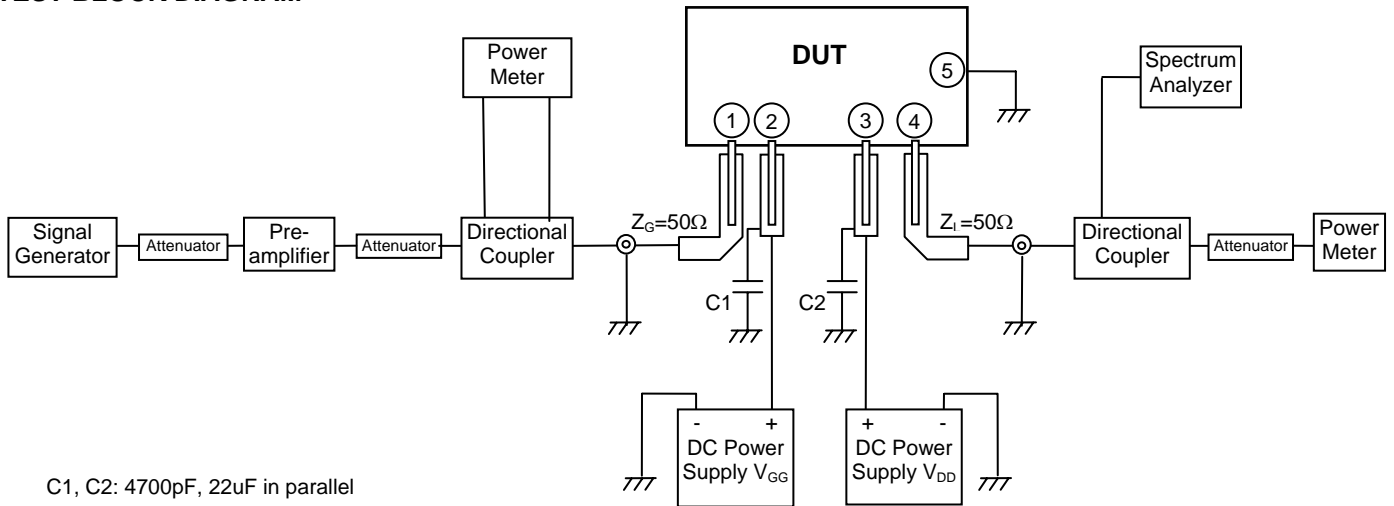 Power
Meter
DUT
5
Spectrum
Analyzer
1
2
3
4
Signal
Generator
Attenuator
Pre-
amplifier
Attenuator
Directional
Coupler
ZG=50Ω
ZL=50Ω
Directional
Coupler
Attenuator
Power
Meter
C1
C2
- +
DC Power
Supply VGG
+ -
DC Power
Supply VDD
C1, C2: 4700pF, 22uF in parallel